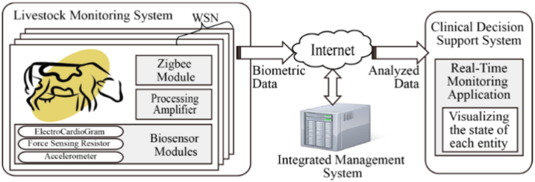 Livestock Monitoring System
WSN
Zigbee
Module
Processing
Amplifier
ElectroCardioGram
Force Sensing Resistor
Accelerometer
Biosensor
Modules
Internet
Biometric
Data
Analyzed
Data
Integrated Management
System
Clinical Decision
Support System
Real-Time
Monitoring
Application
Visualizing
the state of
each entity